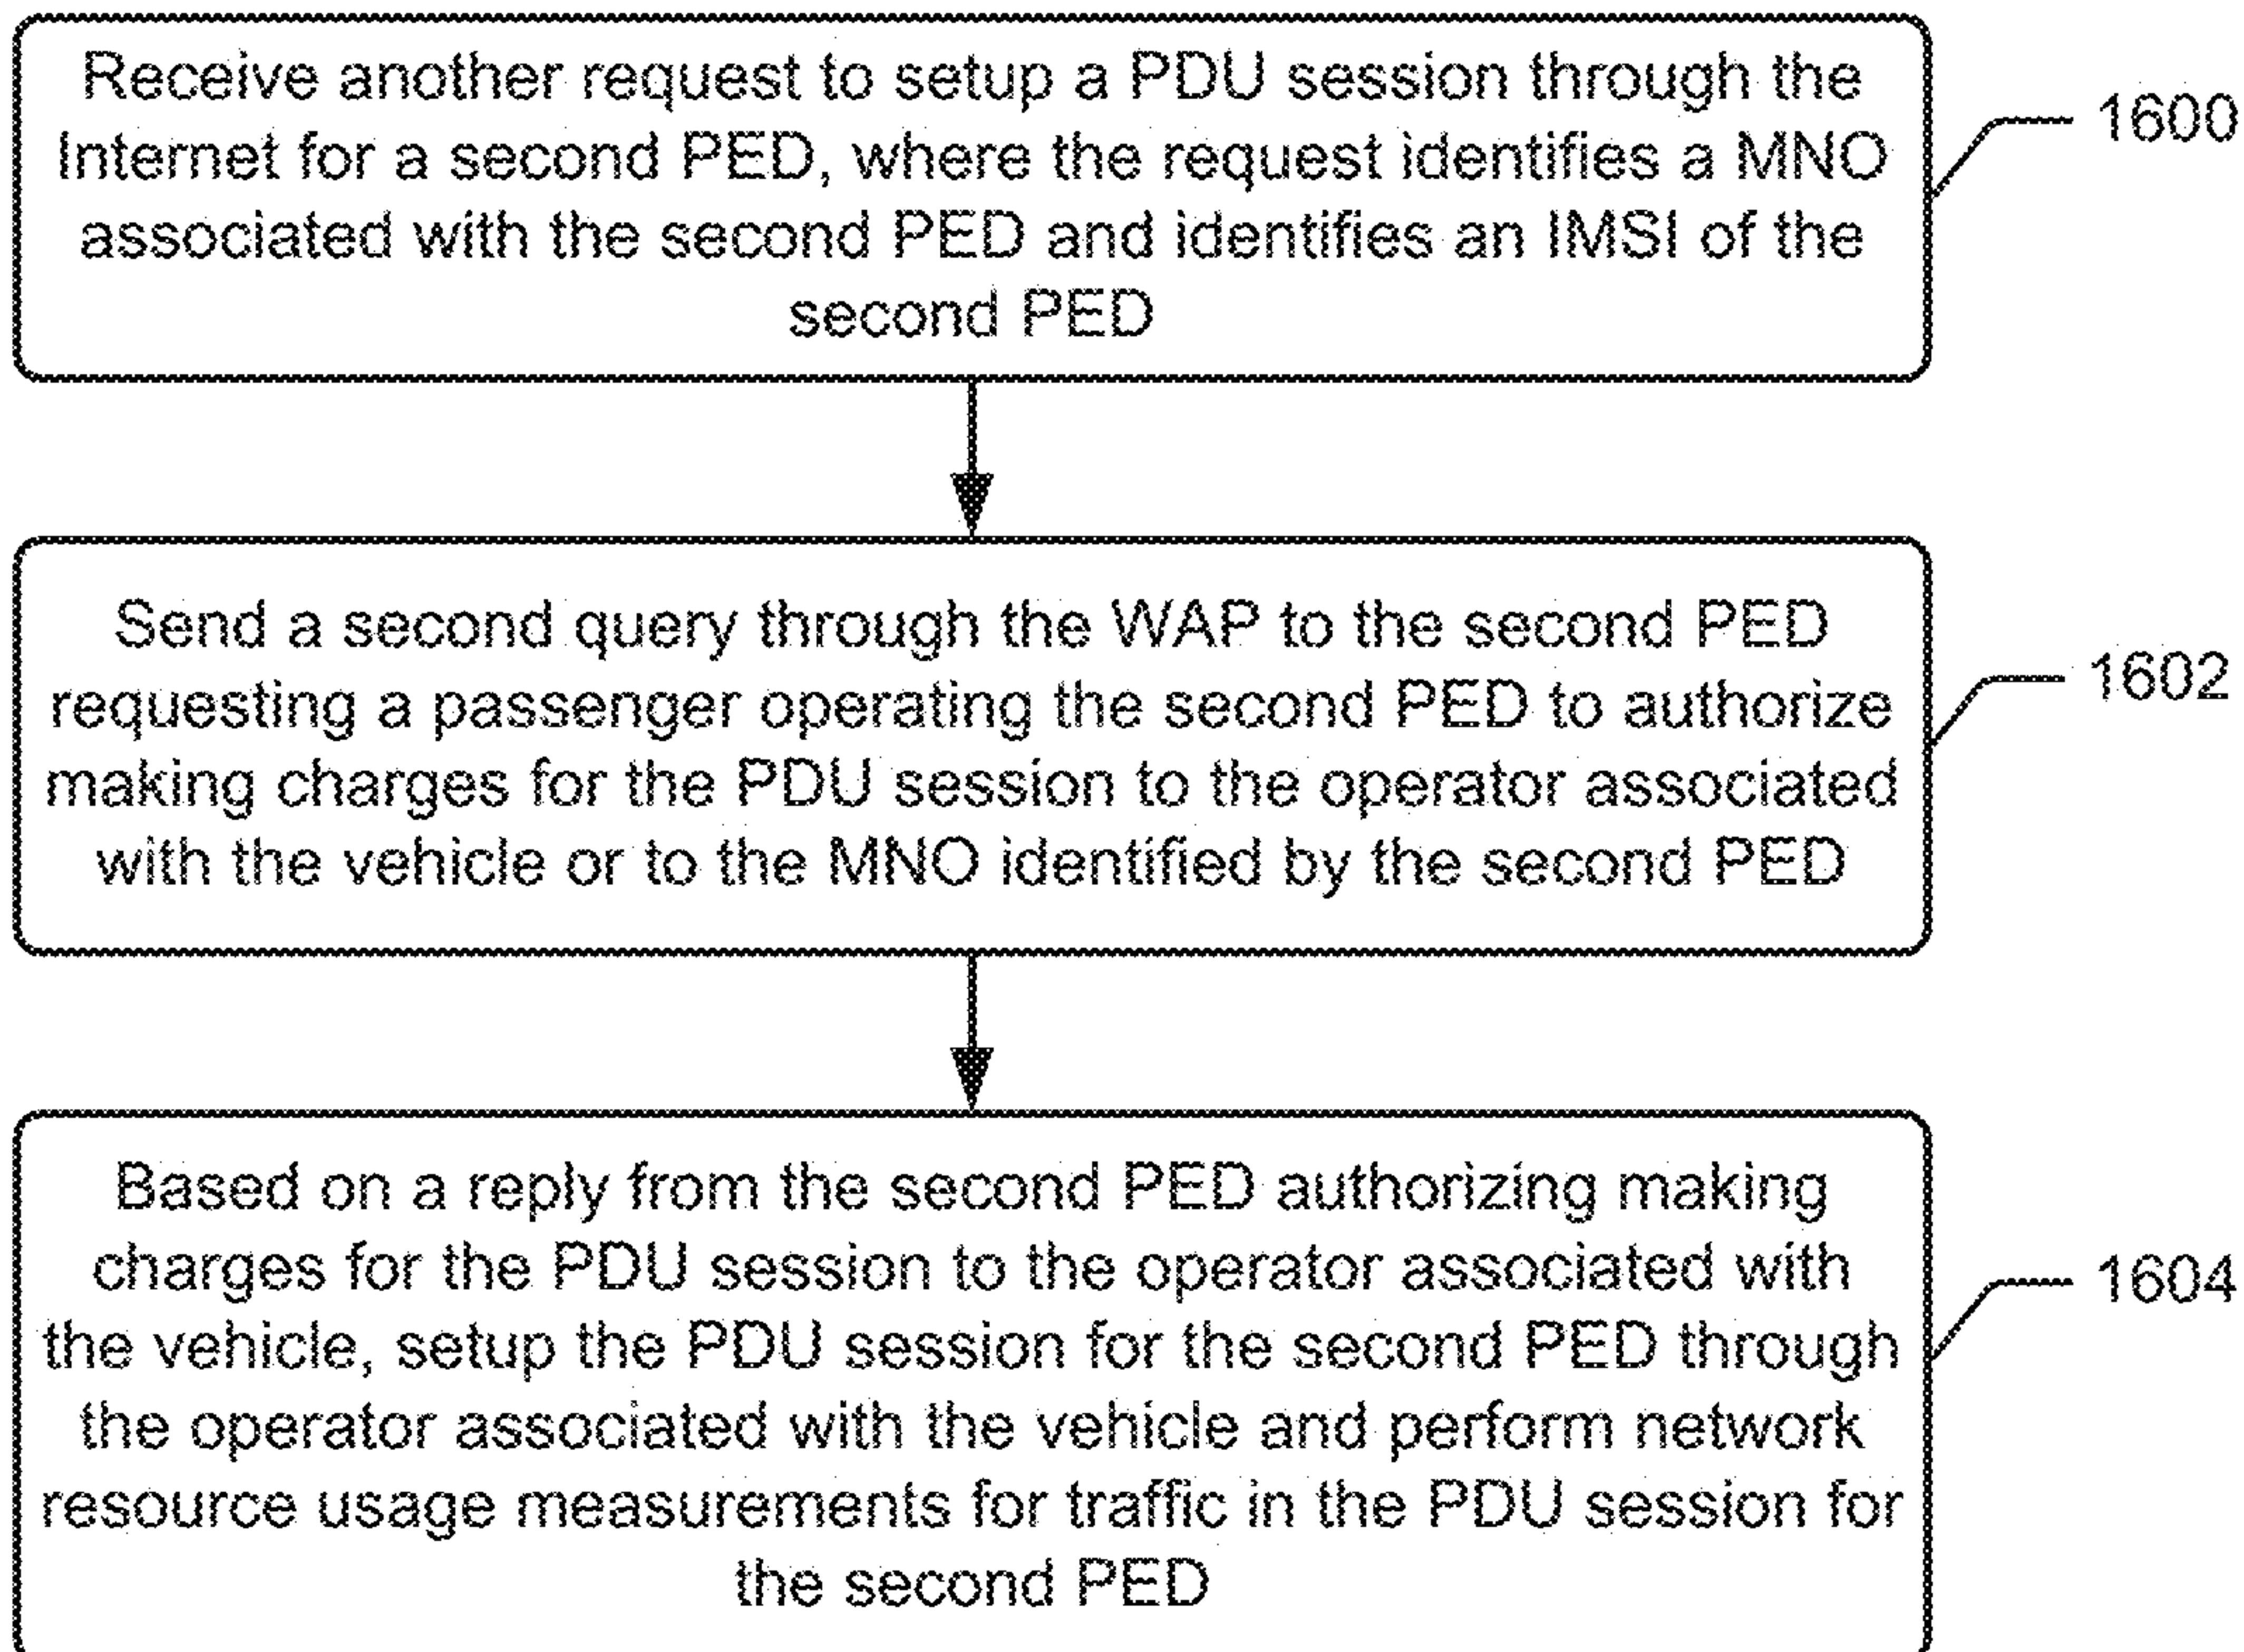 Receive another request to setup a PDU session through the
Internet for a second PED, where the request identifies a MNO
associated with the second PED and identifies an IMSI of the
second PED
1600
Send a second query through the WAP to the second PED
requesting a passenger operating the second PED to authorize
making charges for the PDU session to the operator associated
with the vehicle or to the MNO identified by the second PED
1602
Based on a reply from the second PED authorizing making
charges for the PDU session to the operator associated with
the vehicle, setup the PDU session for the second PED through
the operator associated with the vehicle and perform network
resource usage measurements for traffic in the PDU session for
the second PED
1604